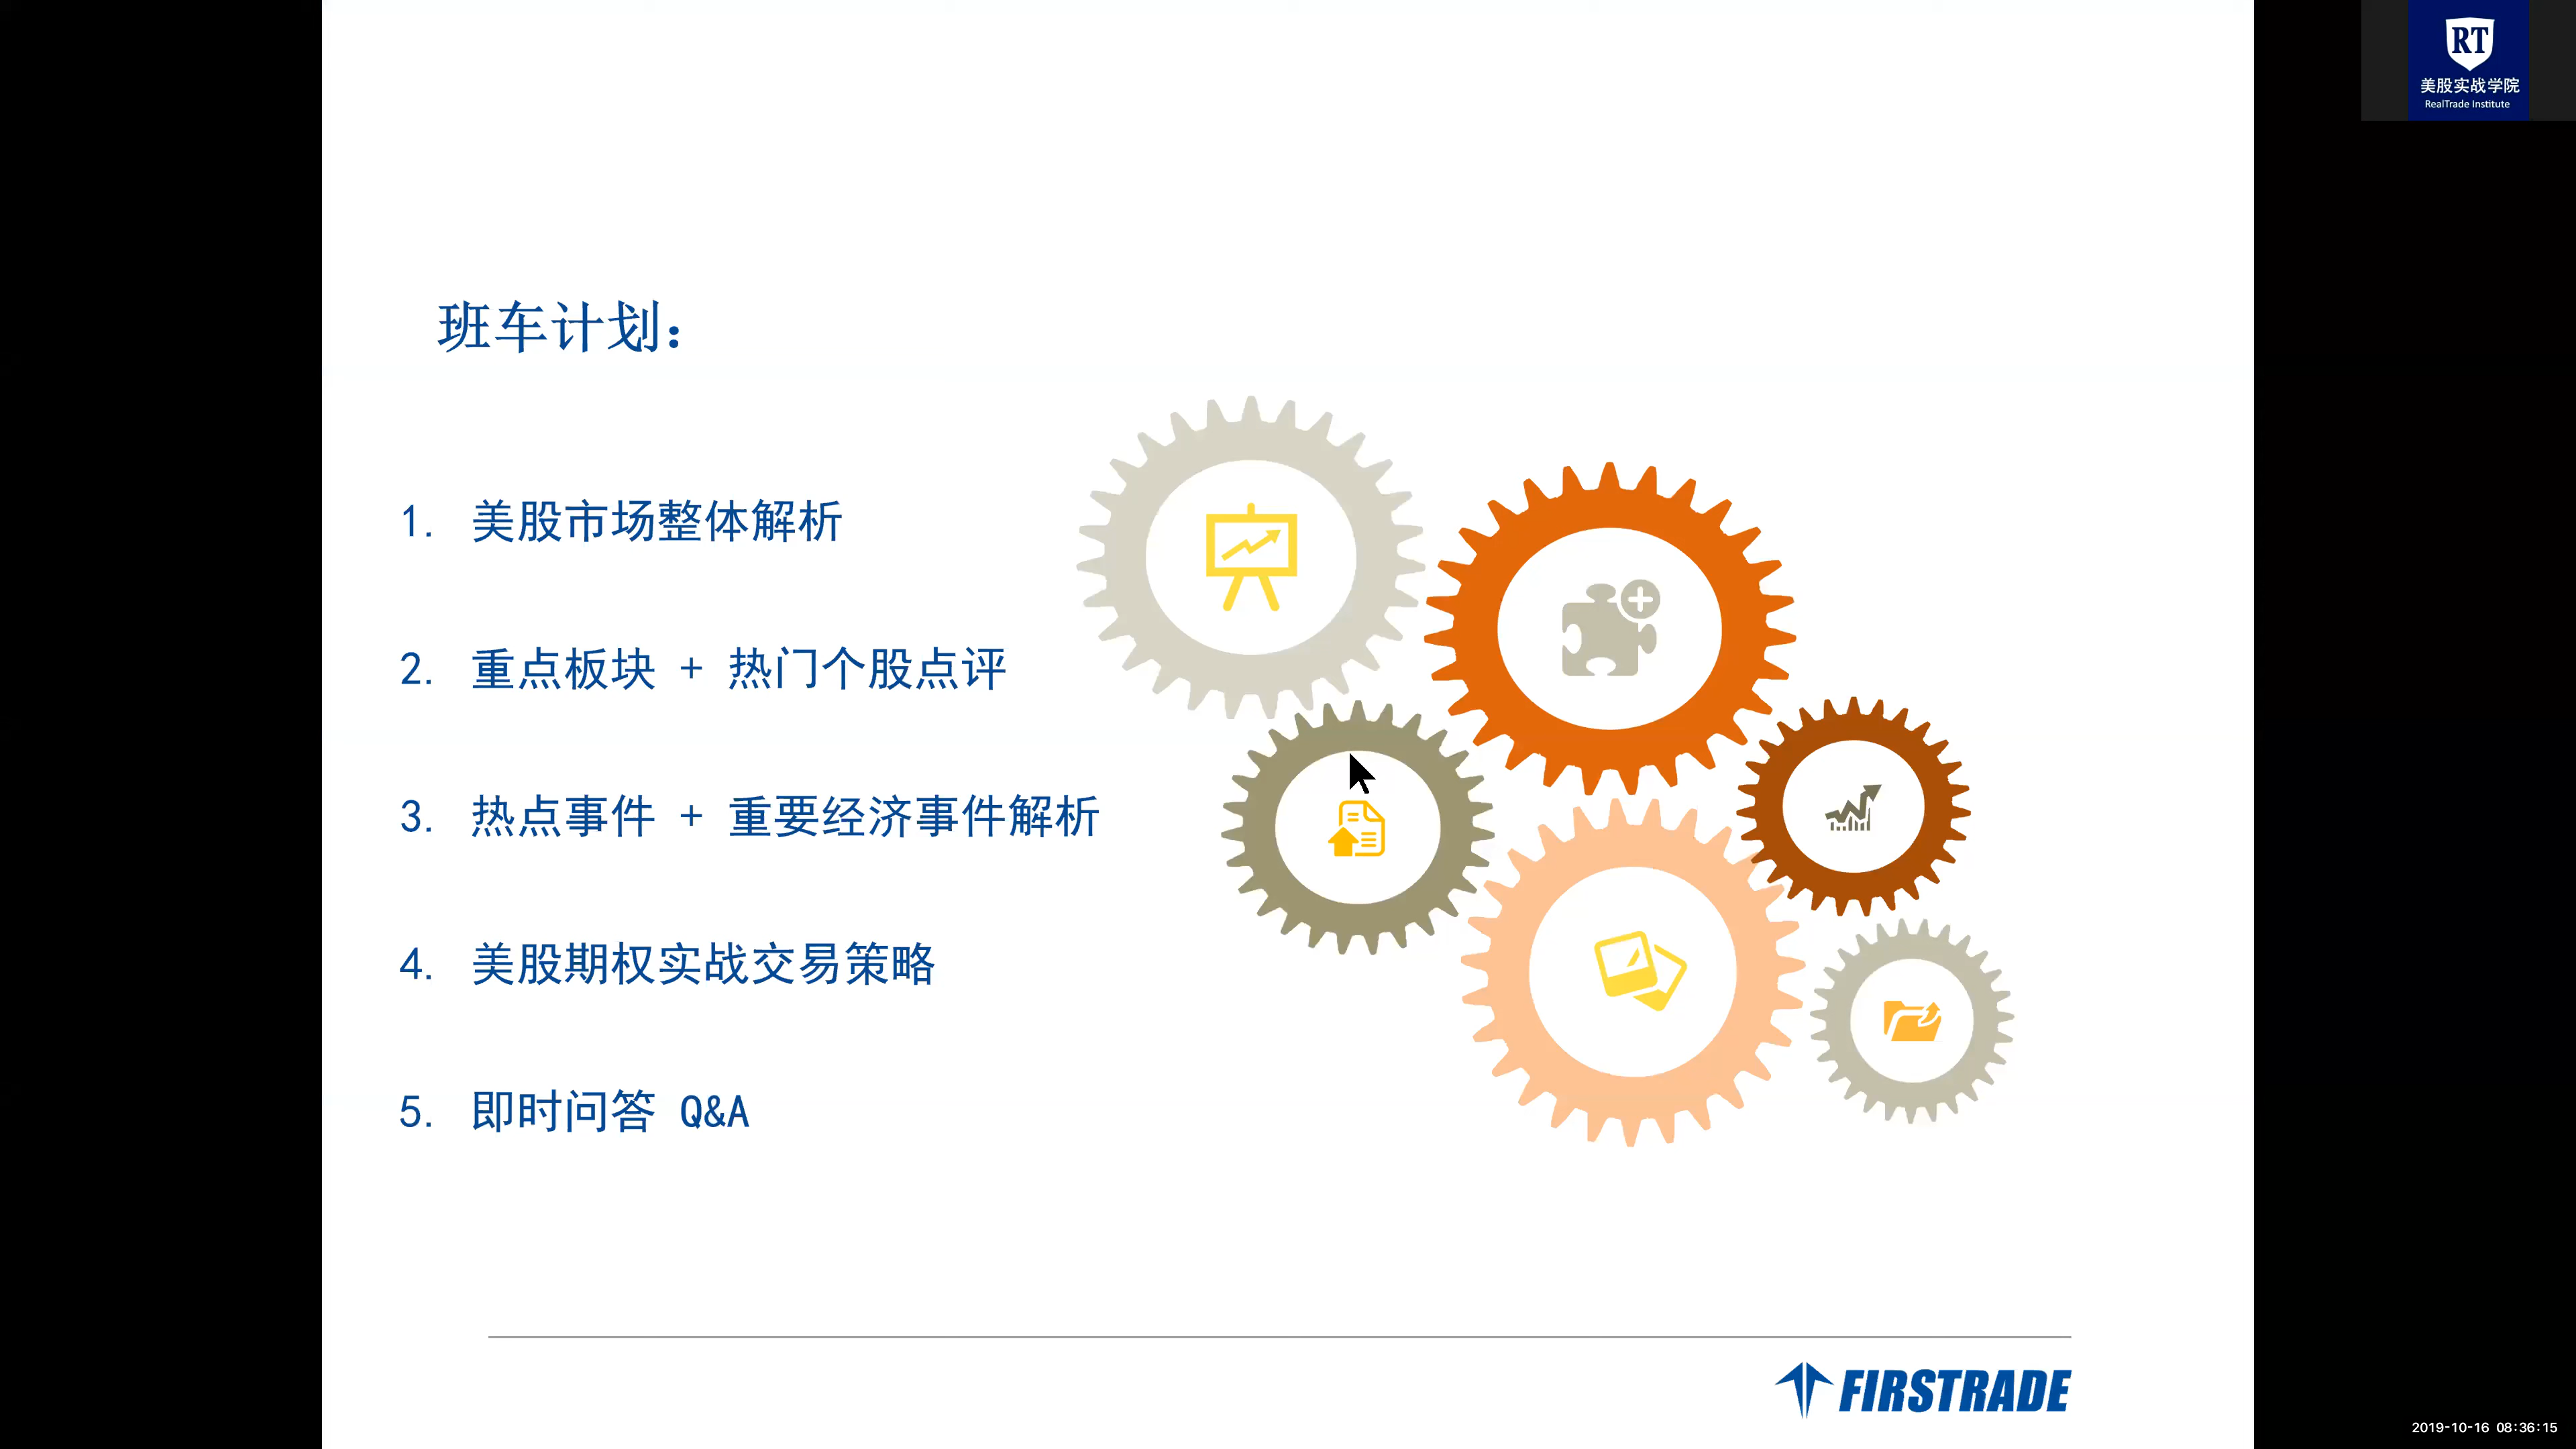 RT
美股实战学院
RealTrade Institute
班车计划：
1. 美股市场整体解析
2. 重点板块 + 热门个股点评
3. 热点事件 + 重要经济事件解析
4. 美股期权实战交易策略
5. 即时问答 Q&A
FIRSTRADE
2019-10-16 08:36:15